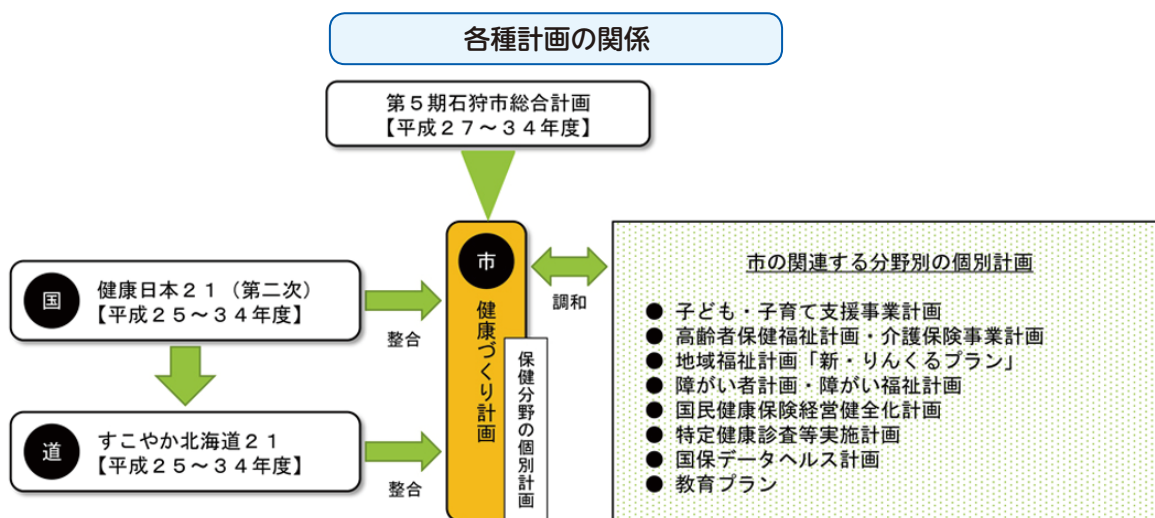 各種計画の関係
第5期石狩市総合計画
【平成27～34年度】
国
健康日本21（第二次）
【平成25～34年度】
整合
道
すこやか北海道21
【平成25～34年度】
整合
市
健康づくり計画
保健分野の個別計画
調和
市の関連する分野別の個別計画
● 子ども・子育て支援事業計画
● 高齢者保健福祉計画・介護保険事業計画
● 地域福祉計画「新・りんくるプラン」
● 障がい者計画・障がい福祉計画
● 国民健康保険経営健全化計画
● 特定健康診査等実施計画
● 国保データヘルス計画
● 教育プラン